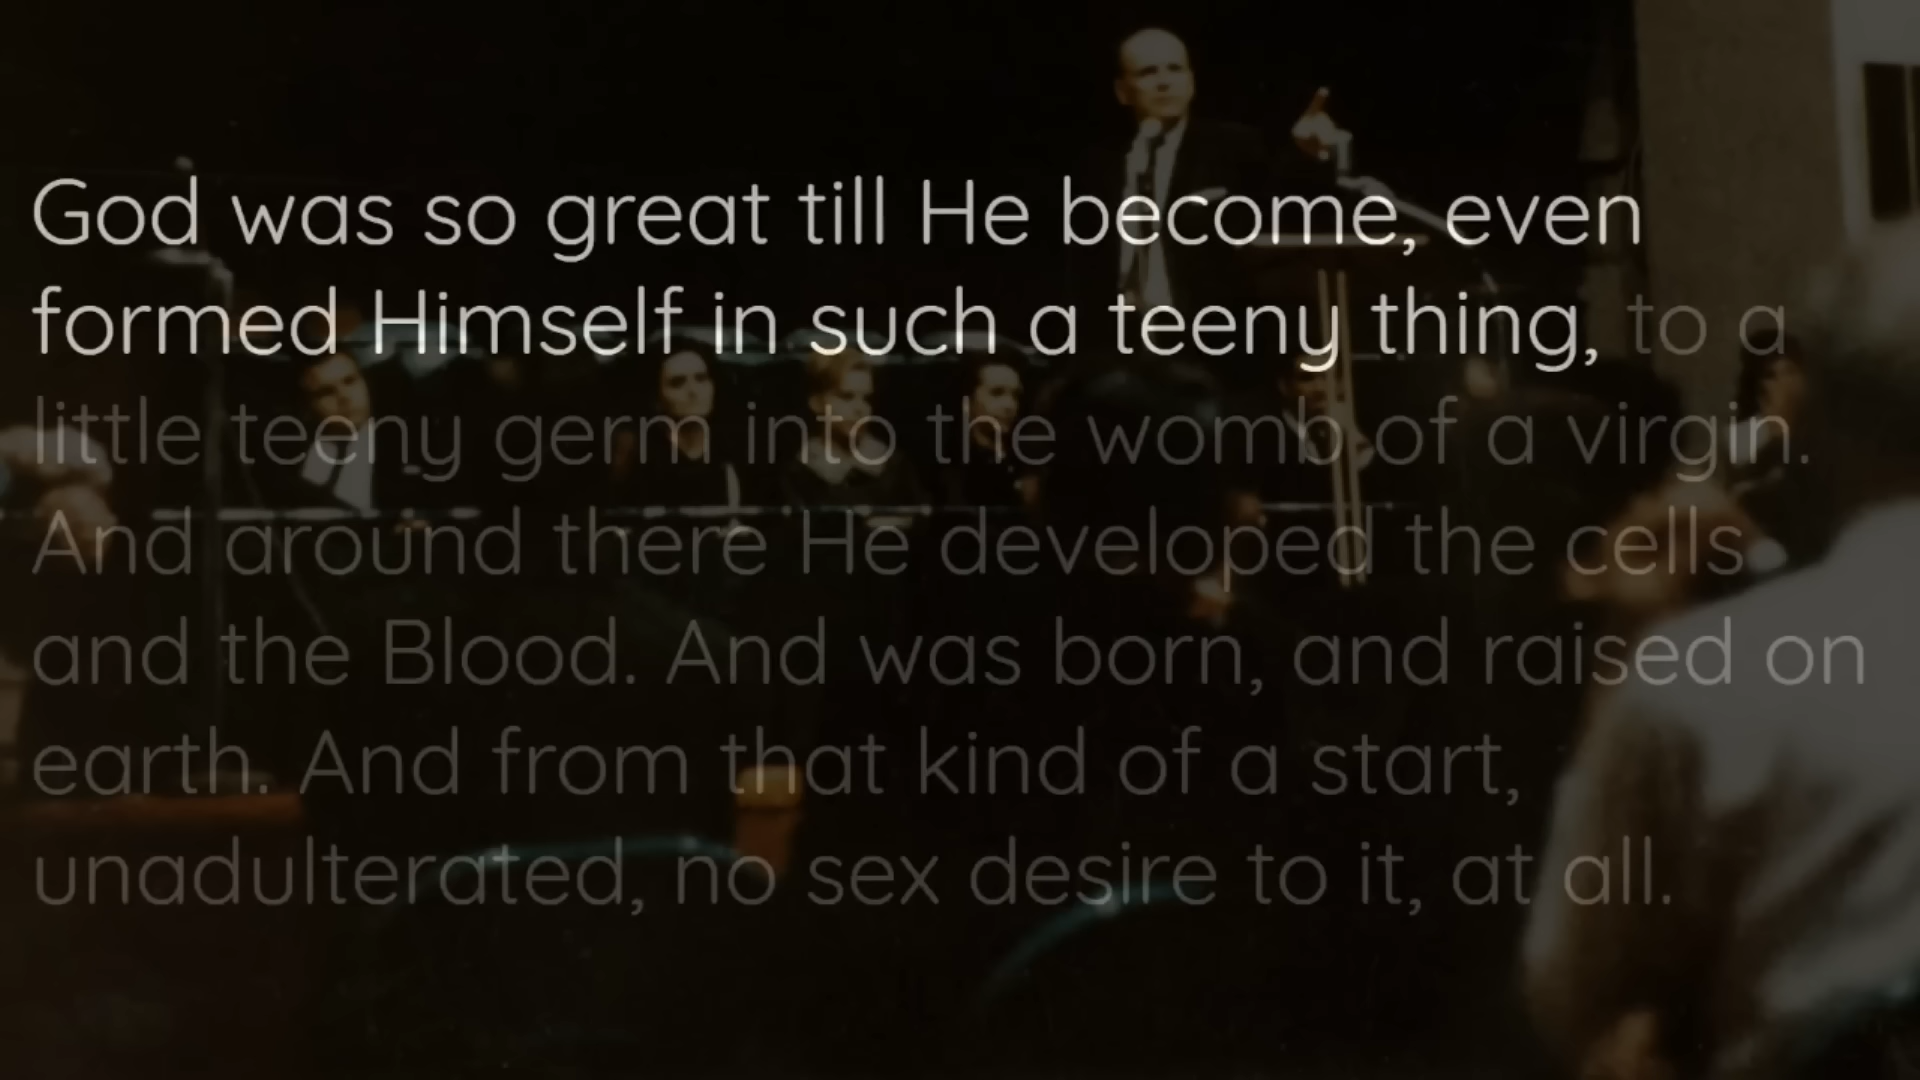 God was so great till He become, even
formed Himself in such a teeny thing, to a
little teeny germ into the womb of a virgin.
And around there He developed the cells
and the Blood. And was born, and raised on
earth. And from that kind of a start,
unadulterated, no sex desire to it, at all.